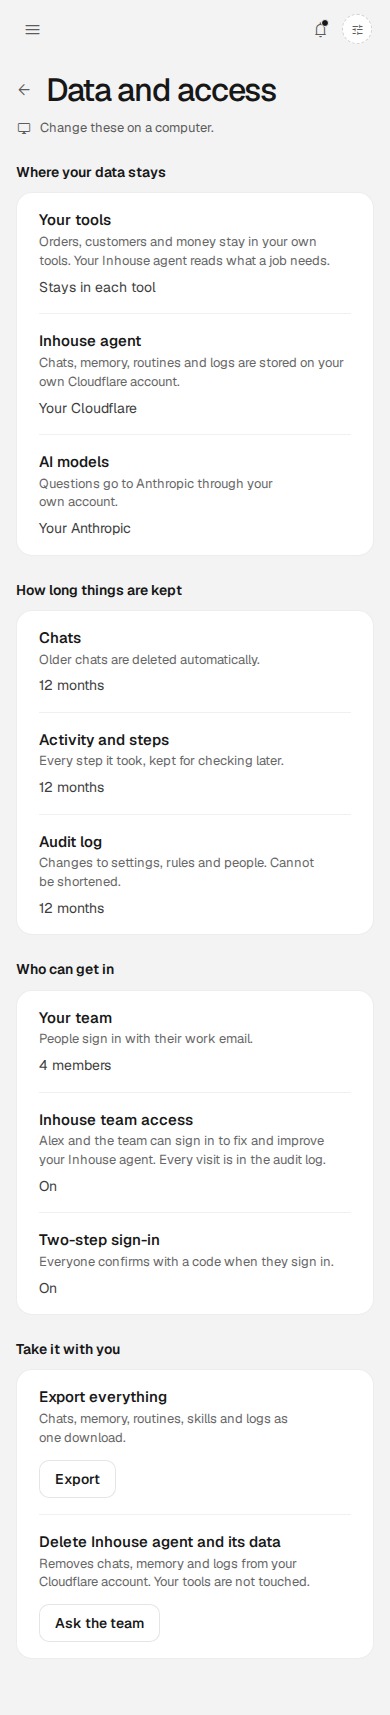 Data and access
Change these on a computer.
Where your data stays
Your tools
Orders, customers and money stay in your own
tools. Your Inhouse agent reads what a job needs.
Stays in each tool
Inhouse agent
Chats, memory, routines and logs are stored on your
own Cloudflare account.
Your Cloudflare
AI models
Questions go to Anthropic through your
own account.
Your Anthropic
How long things are kept
Chats
Older chats are deleted automatically.
12 months
Activity and steps
Every step it took, kept for checking later.
12 months
Audit log
Changes to settings, rules and people. Cannot
be shortened.
12 months
Who can get in
Your team
People sign in with their work email.
4 members
Inhouse team access
Alex and the team can sign in to fix and improve
your Inhouse agent. Every visit is in the audit log.
On
Two-step sign-in
Everyone confirms with a code when they sign in.
On
Take it with you
Export everything
Chats, memory, routines, skills and logs as
one download.
Export
Delete Inhouse agent and its data
Removes chats, memory and logs from your
Cloudflare account. Your tools are not touched.
Ask the team